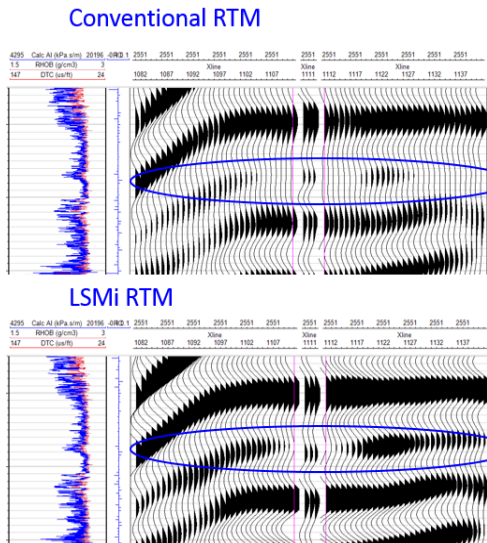 Conventional RTM
4295 Calc AI (kPa.s/m) 20196 2551 2551 2551 2551 2551 2551 2551 2551 2551 2551 2551 2551
1.5 RHOB (g/cm3) 3 Xline Xline Xline
147 DTC (us/ft) 24 1082 1087 1092 1097 1102 1107 1111 1112 1117 1122 1127 1132 1137
LSMi RTM
4295 Calc AI (kPa.s/m) 20196 2551 2551 2551 2551 2551 2551 2551 2551 2551 2551 2551 2551
1.5 RHOB (g/cm3) 3 Xline Xline Xline
147 DTC (us/ft) 24 1082 1087 1092 1097 1102 1107 1111 1112 1117 1122 1127 1132 1137